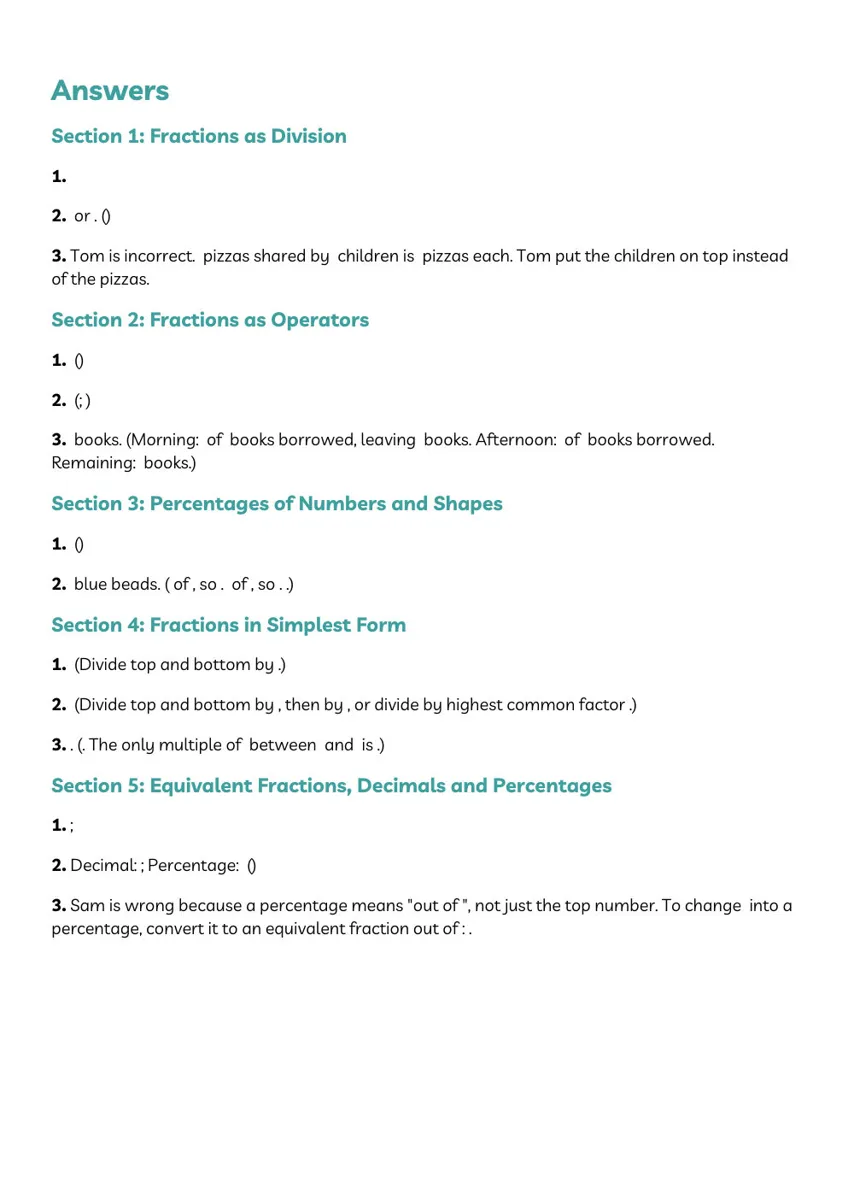 Answers
Section 1: Fractions as Division
1.
2. or . ()
3. Tom is incorrect. pizzas shared by children is pizzas each. Tom put the children on top instead
of the pizzas.
Section 2: Fractions as Operators
1. ()
2. (; )
3. books. (Morning: of books borrowed, leaving books. Afternoon: of books borrowed.
Remaining: books.)
Section 3: Percentages of Numbers and Shapes
1. ()
2. blue beads. ( of , so . of , so . .)
Section 4: Fractions in Simplest Form
1. (Divide top and bottom by .)
2. (Divide top and bottom by , then by , or divide by highest common factor .)
3. . (. The only multiple of between and is .)
Section 5: Equivalent Fractions, Decimals and Percentages
1. ;
2. Decimal: ; Percentage: ()
3. Sam is wrong because a percentage means "out of ", not just the top number. To change into a
percentage, convert it to an equivalent fraction out of : .